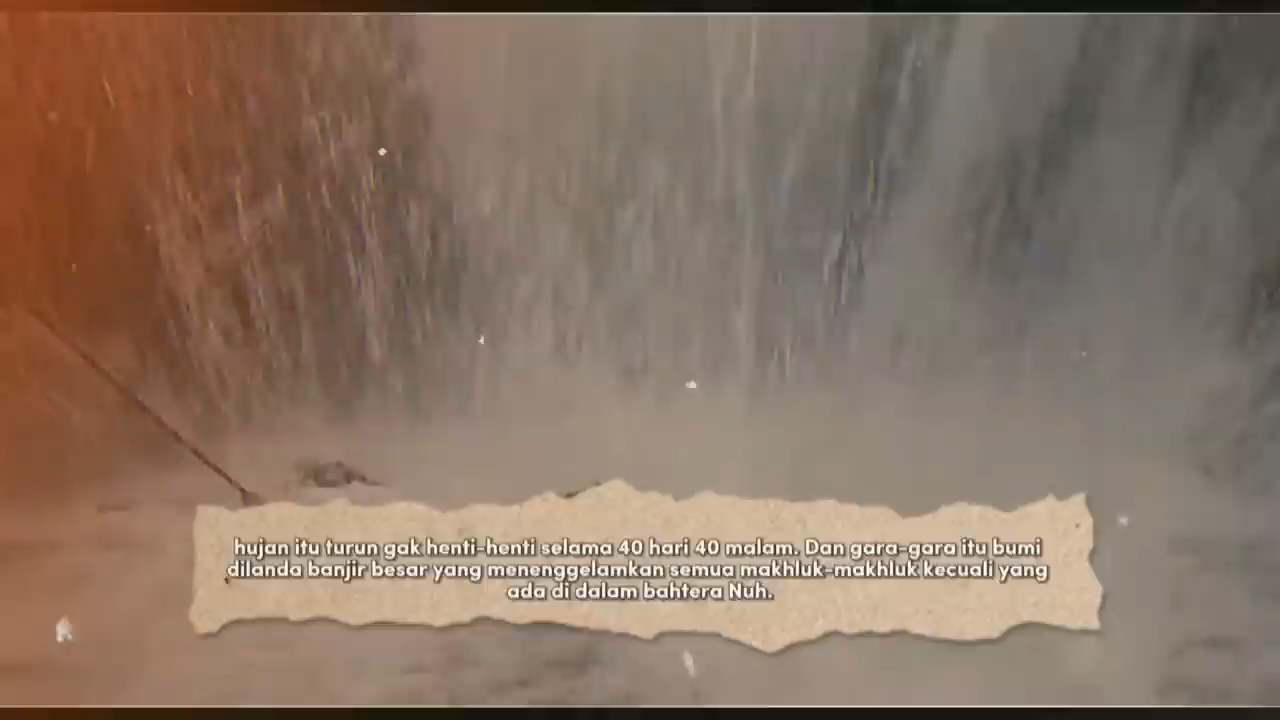 hujan itu turun gak henti-henti selama 40 hari 40 malam. Dan gara-gara itu bumi
dilanda banjir besar yang menenggelamkan semua makhluk-makhluk kecuali yang
ada di dalam bahtera Nuh.